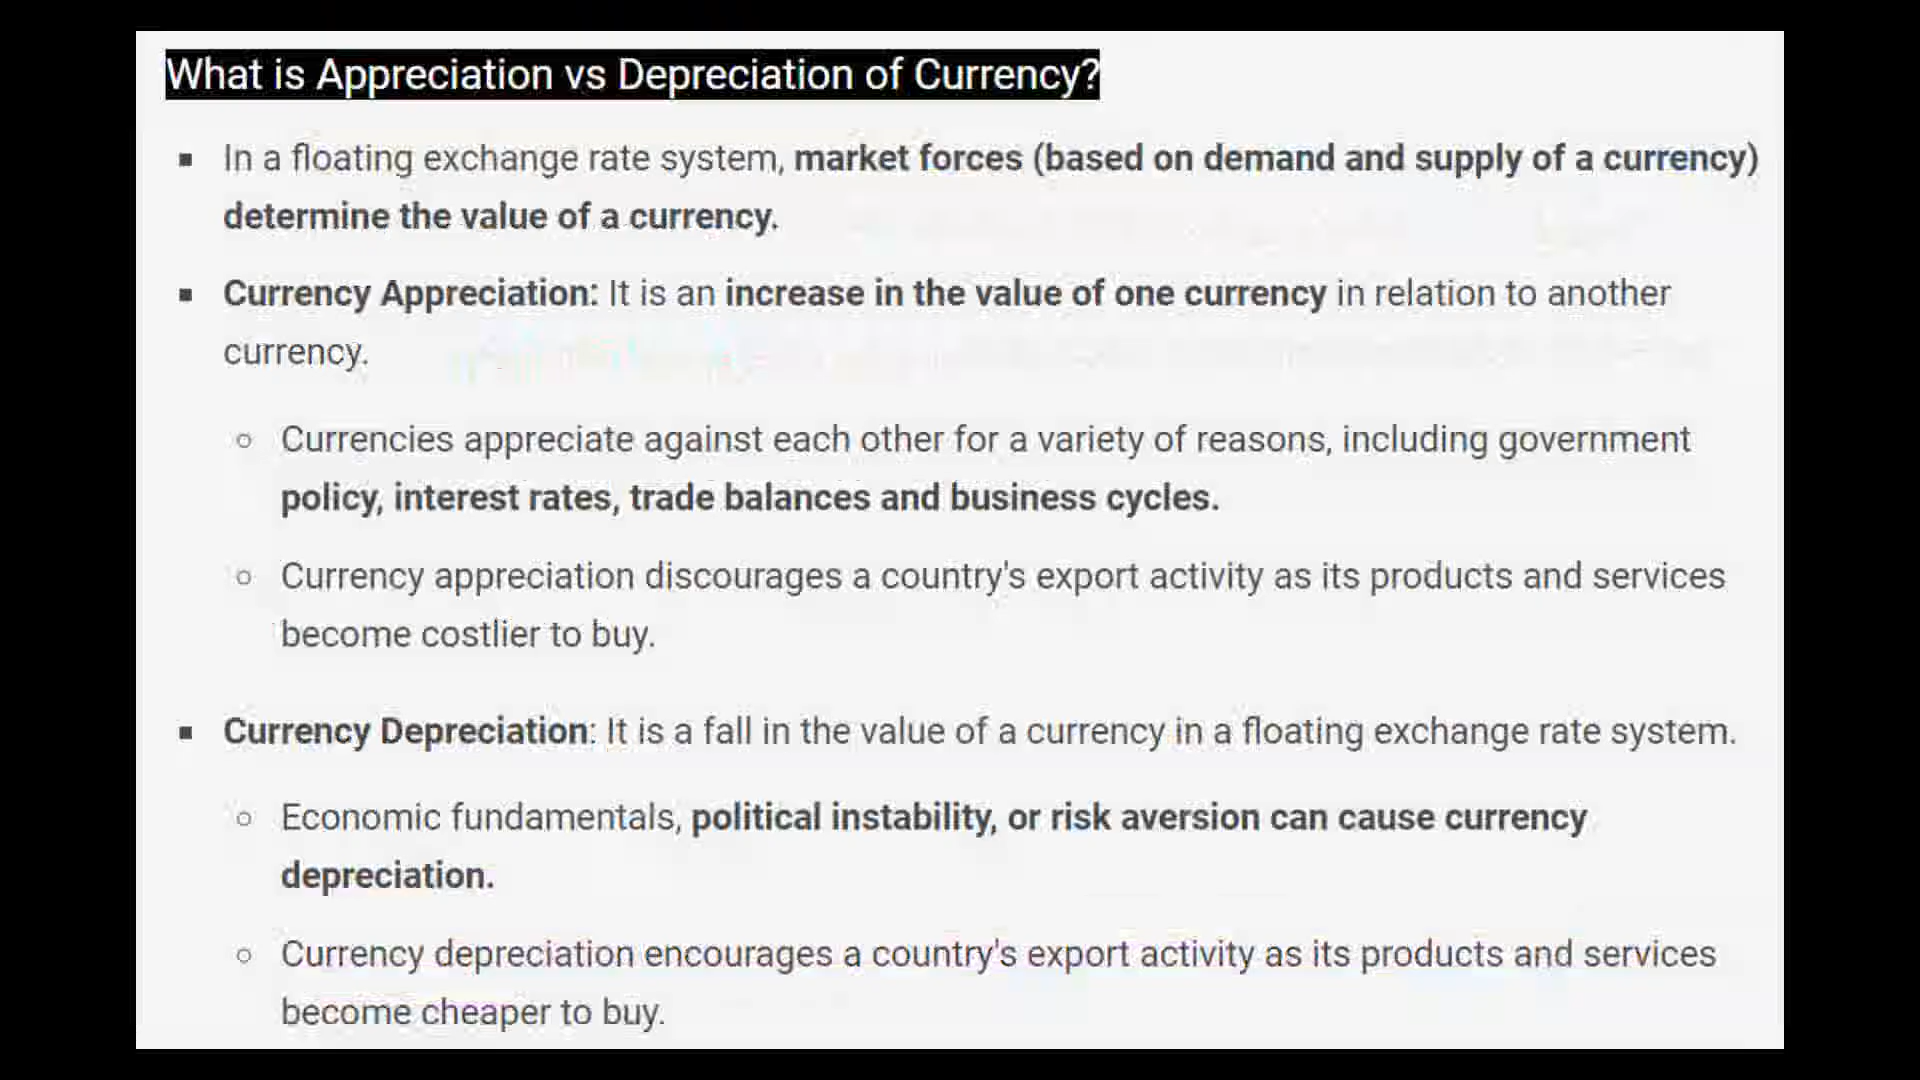 What is Appreciation vs Depreciation of Currency?
▪ In a floating exchange rate system, market forces (based on demand and supply of a currency)
determine the value of a currency.
▪ Currency Appreciation: It is an increase in the value of one currency in relation to another
currency.
○ Currencies appreciate against each other for a variety of reasons, including government
policy, interest rates, trade balances and business cycles.
○ Currency appreciation discourages a country's export activity as its products and services
become costlier to buy.
▪ Currency Depreciation: It is a fall in the value of a currency in a floating exchange rate system.
○ Economic fundamentals, political instability, or risk aversion can cause currency
depreciation.
○ Currency depreciation encourages a country's export activity as its products and services
become cheaper to buy.